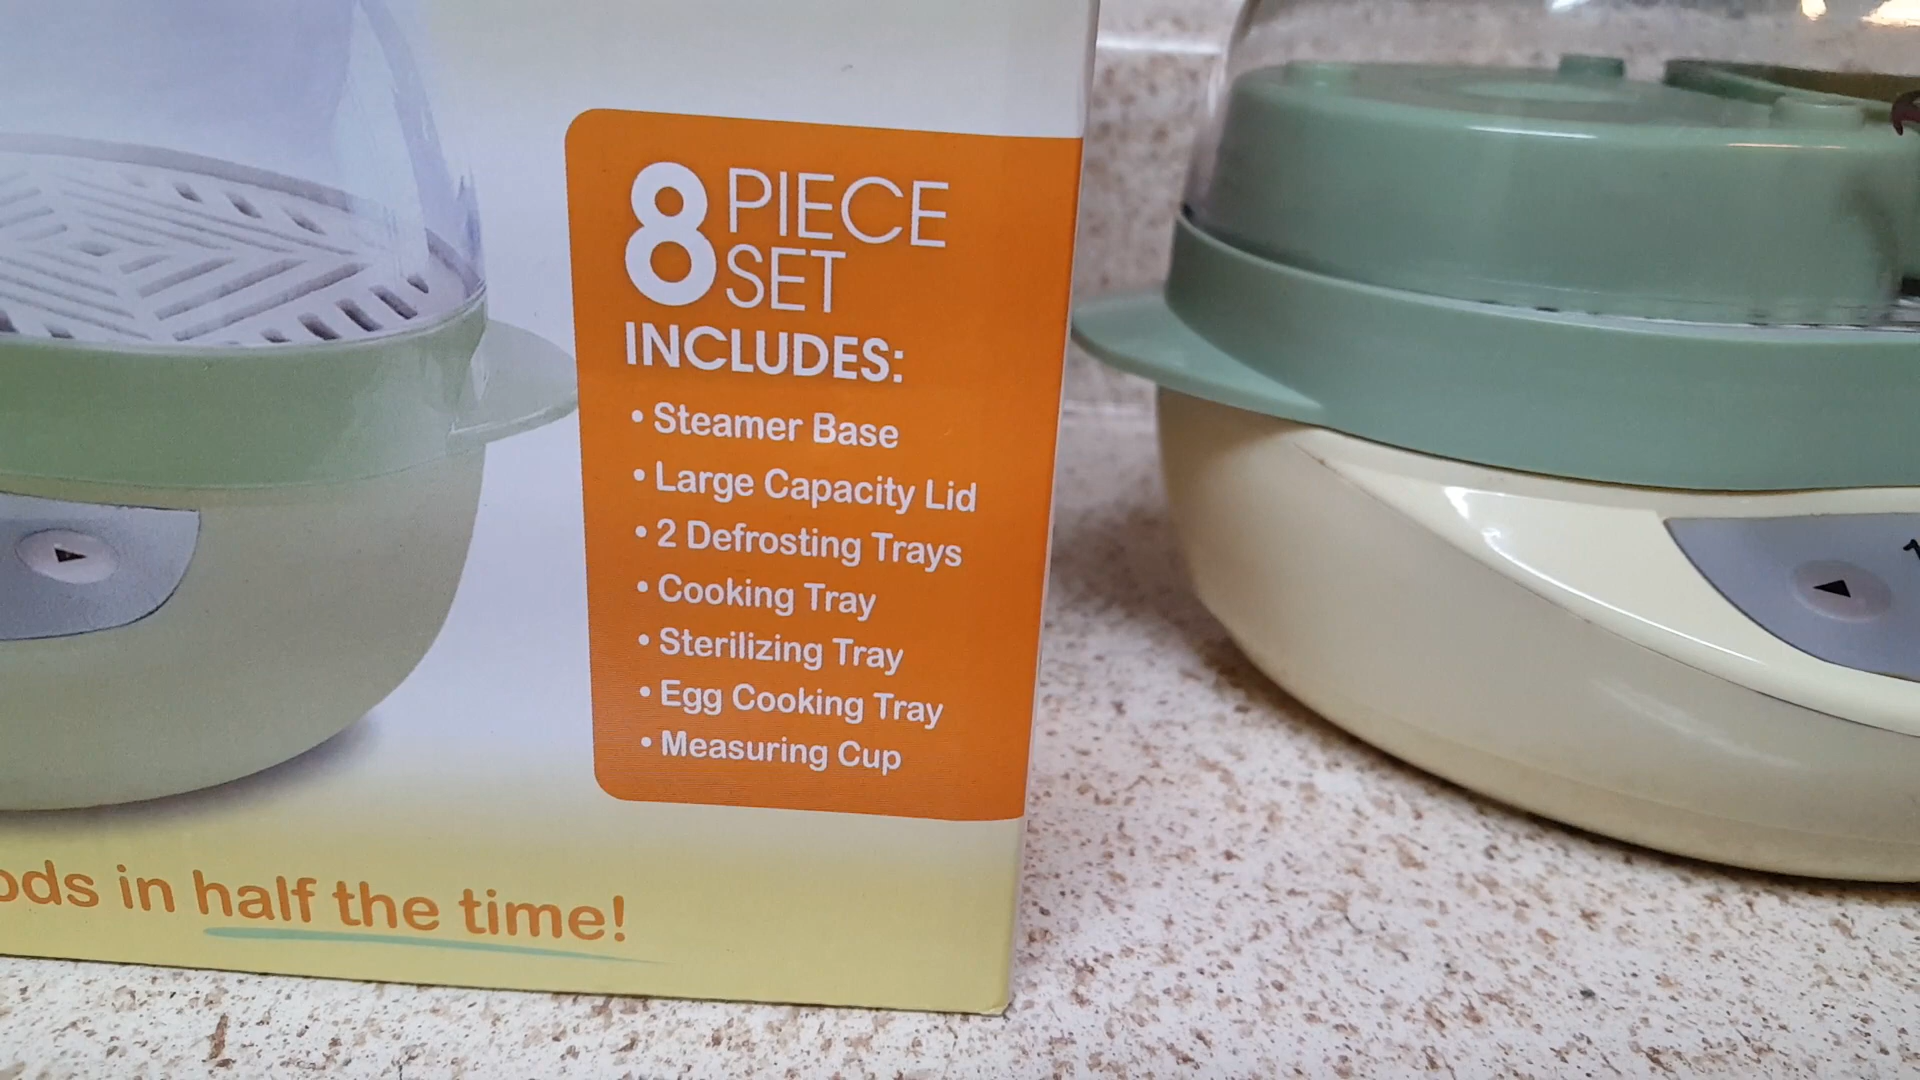 8 PIECE
SET
INCLUDES:
• Steamer Base
• Large Capacity Lid
• 2 Defrosting Trays
• Cooking Tray
• Sterilizing Tray
• Egg Cooking Tray
• Measuring Cup
in half the time!